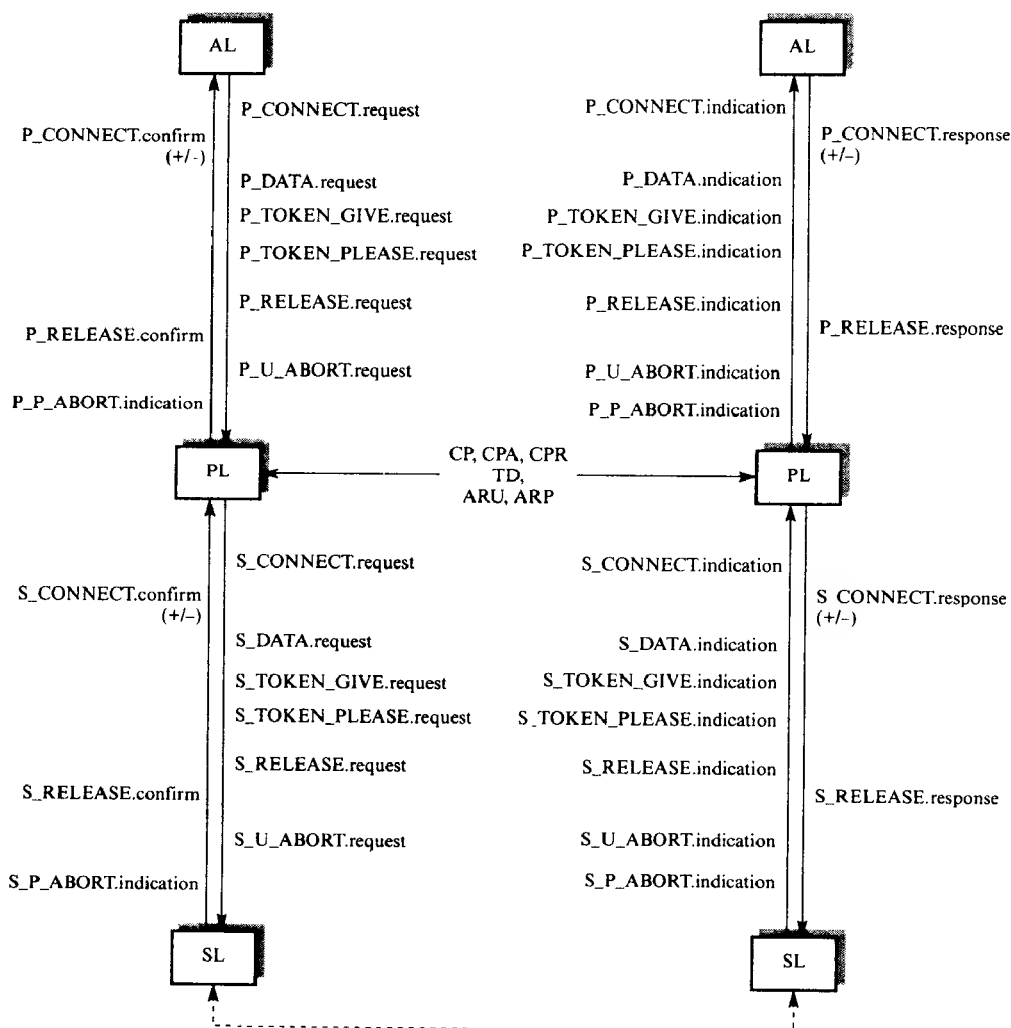 AL
AL
P_CONNECT.request
P_CONNECT.indication
P_CONNECT.confirm
(+/-)
P_CONNECT.response
(+/-)
P_DATA.request
P_DATA.indication
P_TOKEN_GIVE.request
P_TOKEN_GIVE.indication
P_TOKEN_PLEASE.request
P_TOKEN_PLEASE.indication
P_RELEASE.request
P_RELEASE.indication
P_RELEASE.confirm
P_RELEASE.response
P_U_ABORT.request
P_U_ABORT.indication
P_P_ABORT.indication
P_P_ABORT.indication
PL
CP, CPA, CPR
TD,
ARU, ARP
PL
S_CONNECT.request
S_CONNECT.indication
S_CONNECT.confirm
(+/-)
S_CONNECT.response
(+/-)
S_DATA.request
S_DATA.indication
S_TOKEN_GIVE.request
S_TOKEN_GIVE.indication
S_TOKEN_PLEASE.request
S_TOKEN_PLEASE.indication
S_RELEASE.request
S_RELEASE.indication
S_RELEASE.confirm
S_RELEASE.response
S_U_ABORT.request
S_U_ABORT.indication
S_P_ABORT.indication
S_P_ABORT.indication
SL
SL